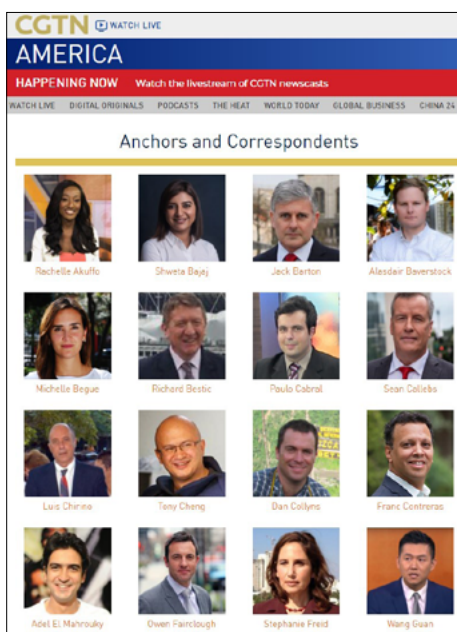 CGTN WATCH LIVE
AMERICA
HAPPENING NOW Watch the livestream of CGTN newscasts
WATCH LIVE DIGITAL ORIGINALS PODCASTS THE HEAT WORLD TODAY GLOBAL BUSINESS CHINA 24
Anchors and Correspondents
Rachelle Akuffo Shweta Bajaj Jack Barton Alasdair Baverstock
Michelle Begue Richard Bestic Paulo Cabral Sean Callebs
Luis Chirino Tony Cheng Dan Collyns Franc Contreras
Adel El Mahrouky Owen Fairclough Stephanie Freid Wang Guan